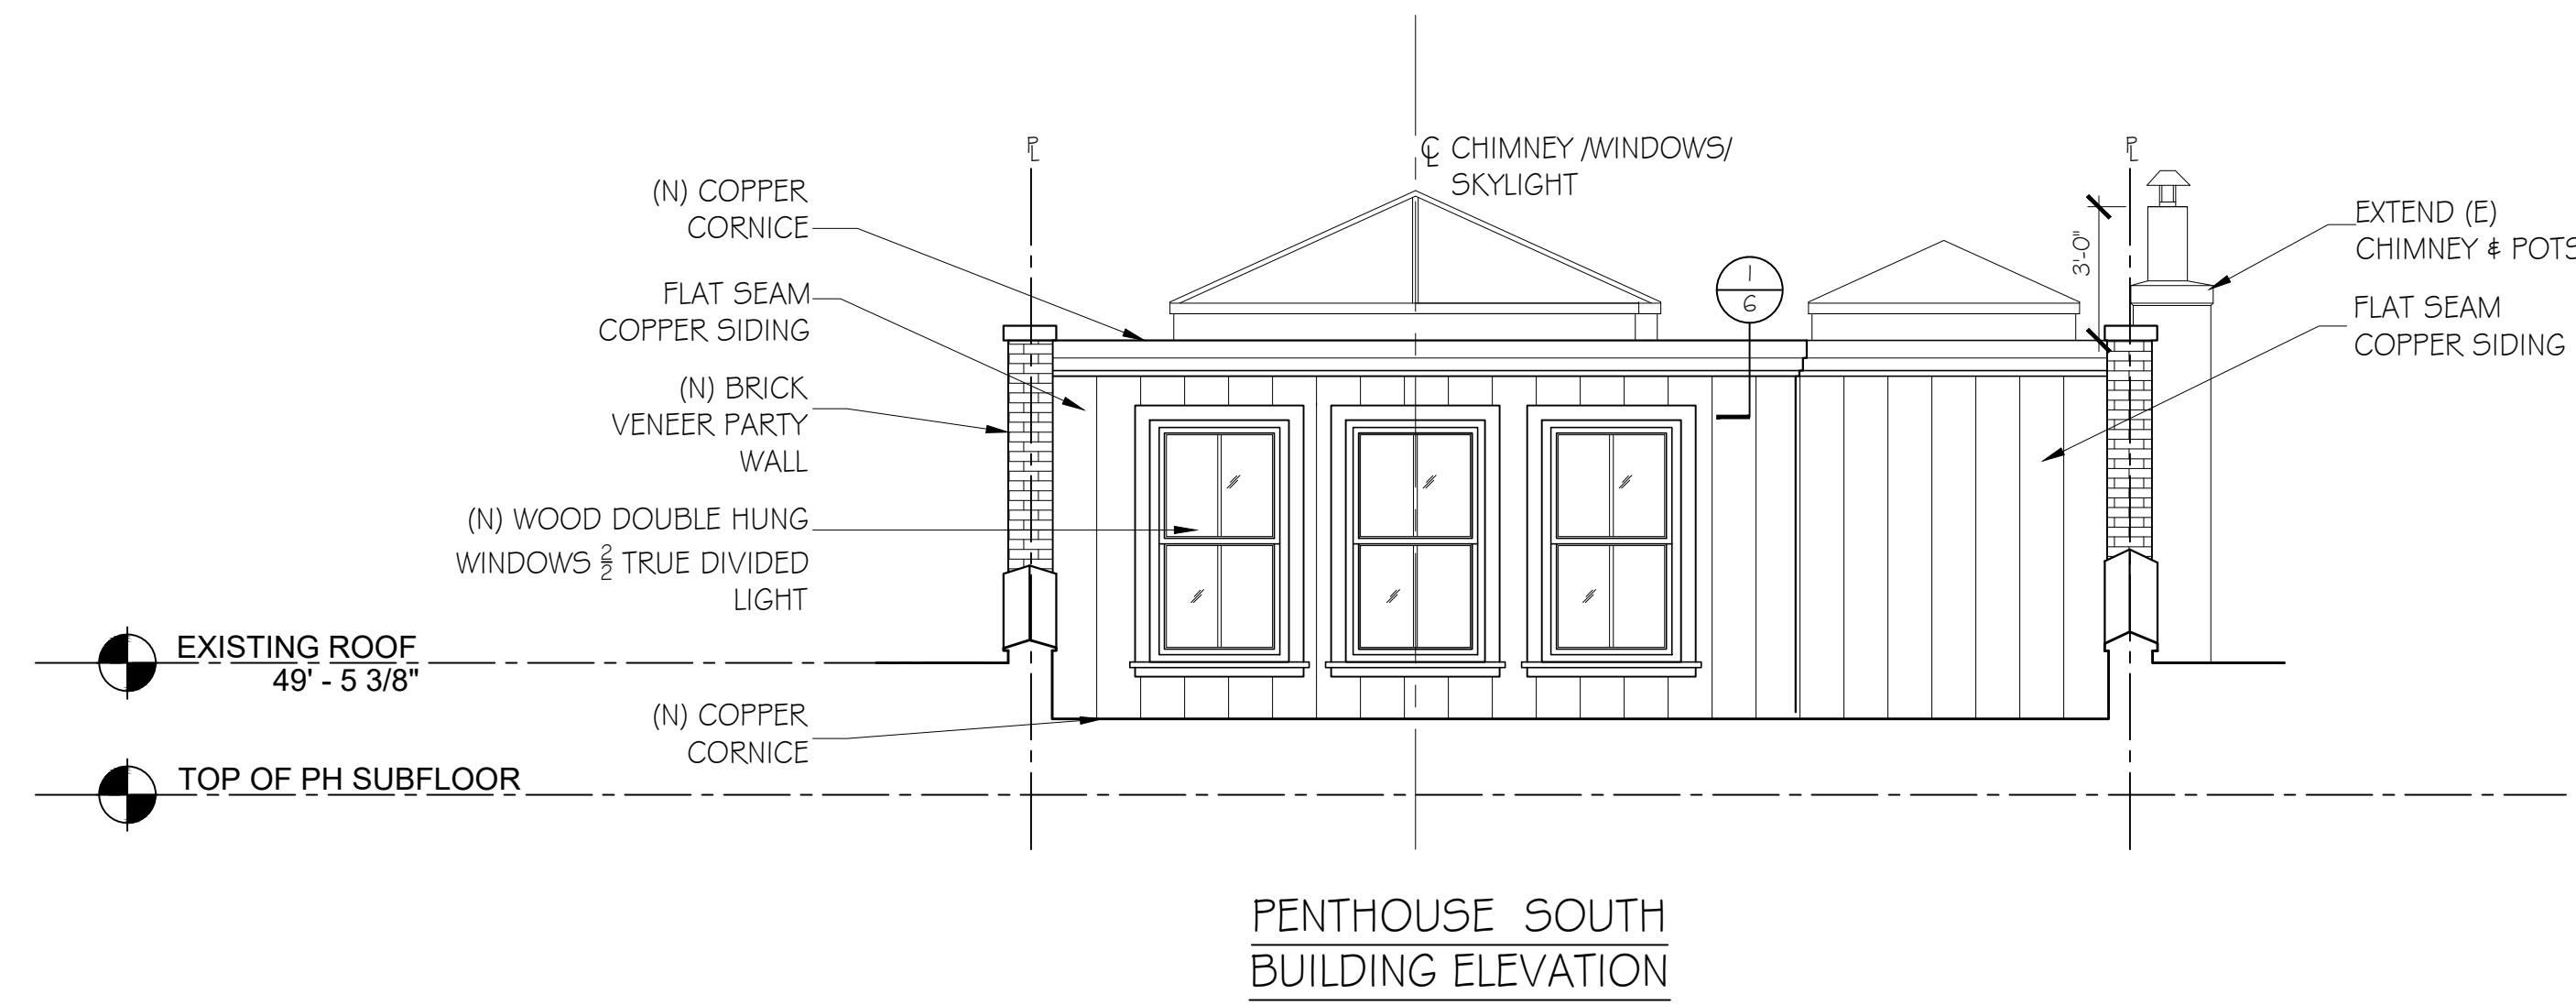 ℄ CHIMNEY /WINDOWS/
SKYLIGHT
PL
PL
(N) COPPER
CORNICE
FLAT SEAM
COPPER SIDING
(N) BRICK
VENEER PARTY
WALL
(N) WOOD DOUBLE HUNG
WINDOWS 2/2 TRUE DIVIDED
LIGHT
1
6
3'-0"
EXTEND (E)
CHIMNEY & POTS
FLAT SEAM
COPPER SIDING
EXISTING ROOF
49' - 5 3/8"
(N) COPPER
CORNICE
TOP OF PH SUBFLOOR
PENTHOUSE SOUTH
BUILDING ELEVATION